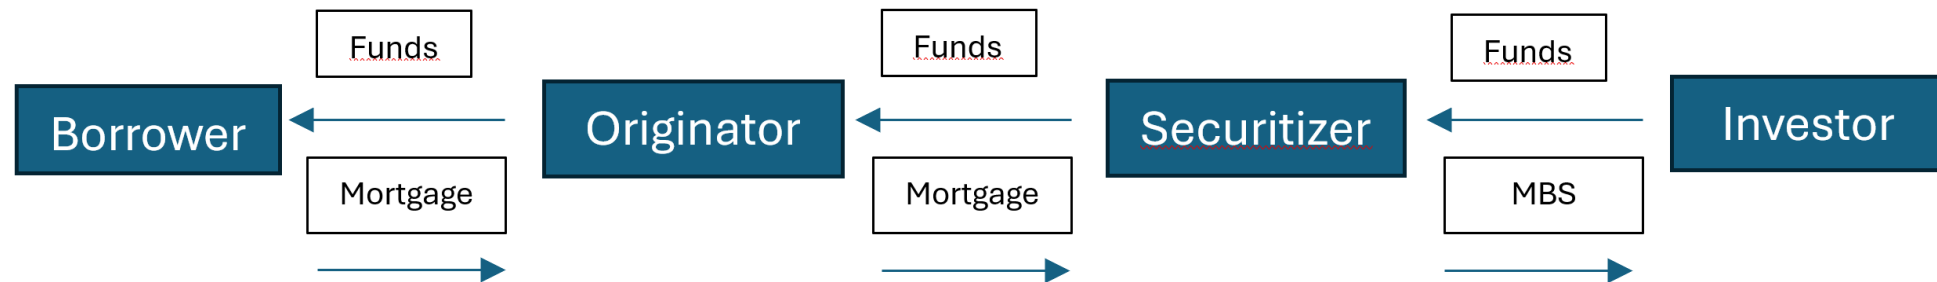 Funds
Funds
Funds
Borrower
Originator
Securitizer
Investor
Mortgage
Mortgage
MBS